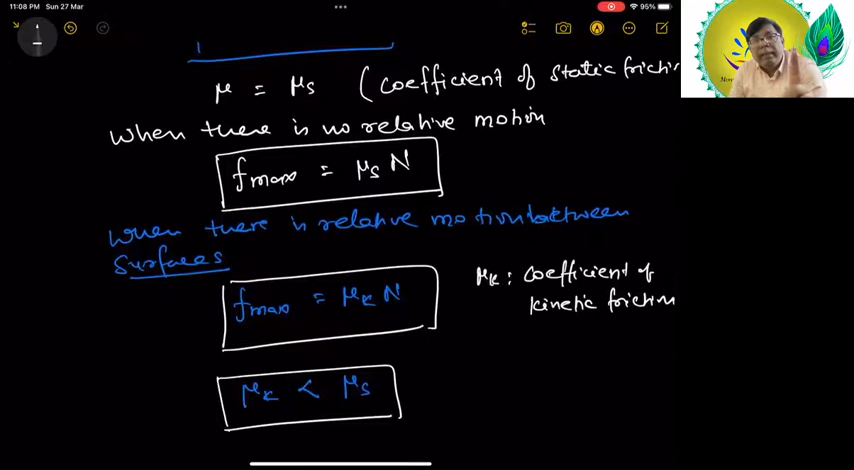 11:08 PM Sun 27 Mar
95%
μ = μs (coefficient of static
When there is no relative motion
fmax = μs N
When there is relative motion between
Surfaces
fmax = μk N
μk : Coefficient of
kinetic friction
μk < μs